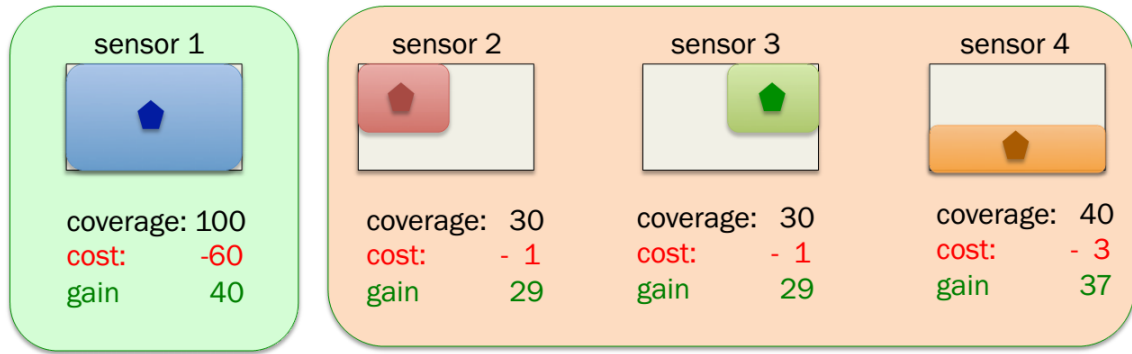 sensor 1
coverage: 100
cost: -60
gain 40
sensor 2
coverage: 30
cost: - 1
gain 29
sensor 3
coverage: 30
cost: - 1
gain 29
sensor 4
coverage: 40
cost: - 3
gain 37